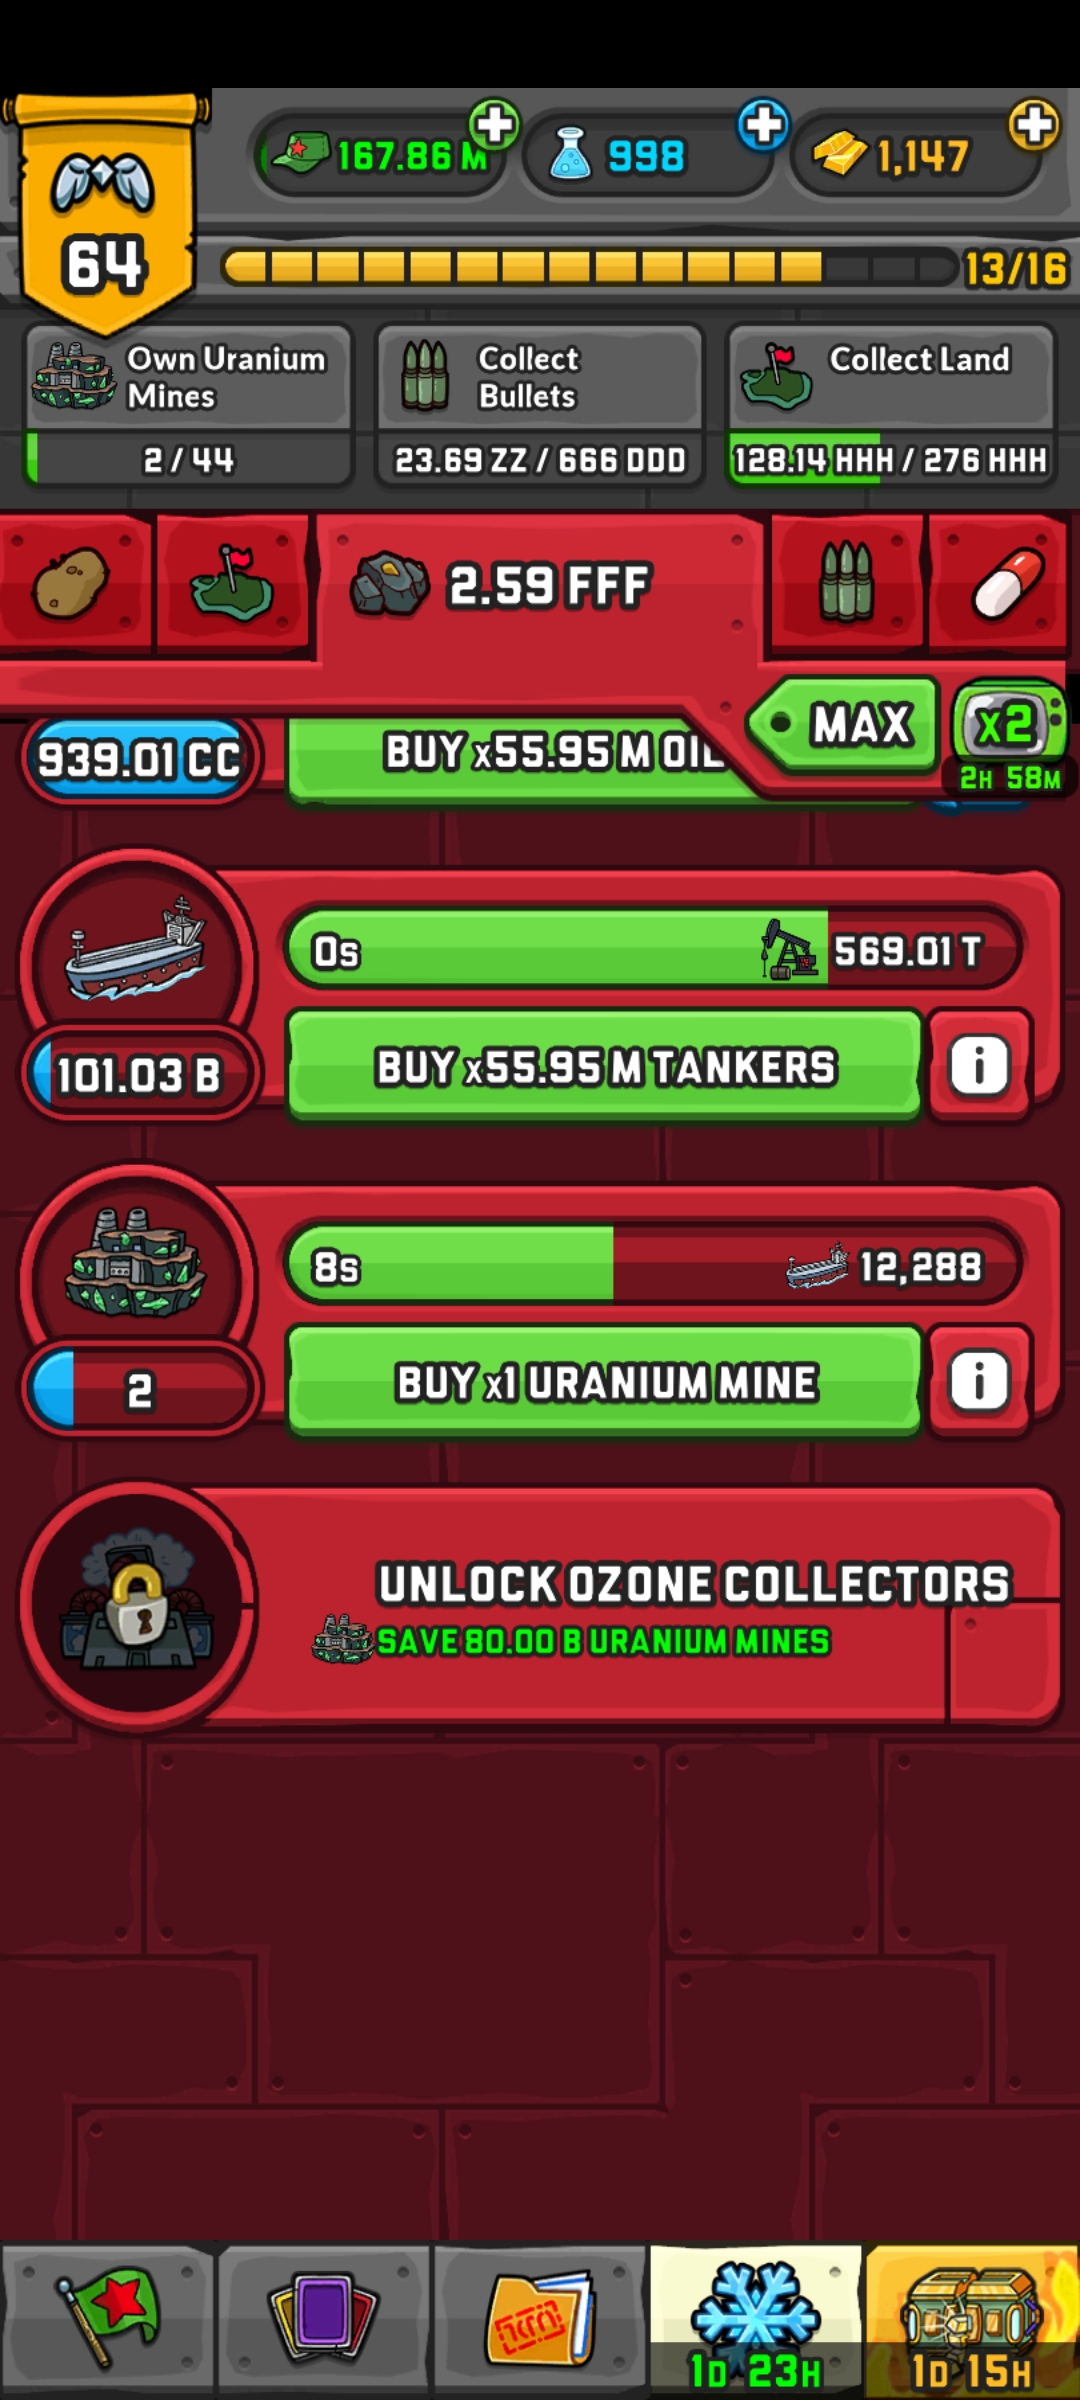 167.86 M
998
1,147
64
13/16
Own Uranium
Mines
2 / 44
Collect
Bullets
23.69 ZZ / 666 DDD
Collect Land
128.14 HHH / 276 HHH
2.59 FFF
MAX
x2
2H 58M
939.01 CC
BUY x55.95 M OIL
0s
569.01 T
101.03 B
BUY x55.95 M TANKERS
i
8s
12,288
2
BUY x1 URANIUM MINE
i
UNLOCK OZONE COLLECTORS
SAVE 80.00 B URANIUM MINES
1D 23H
1D 15H